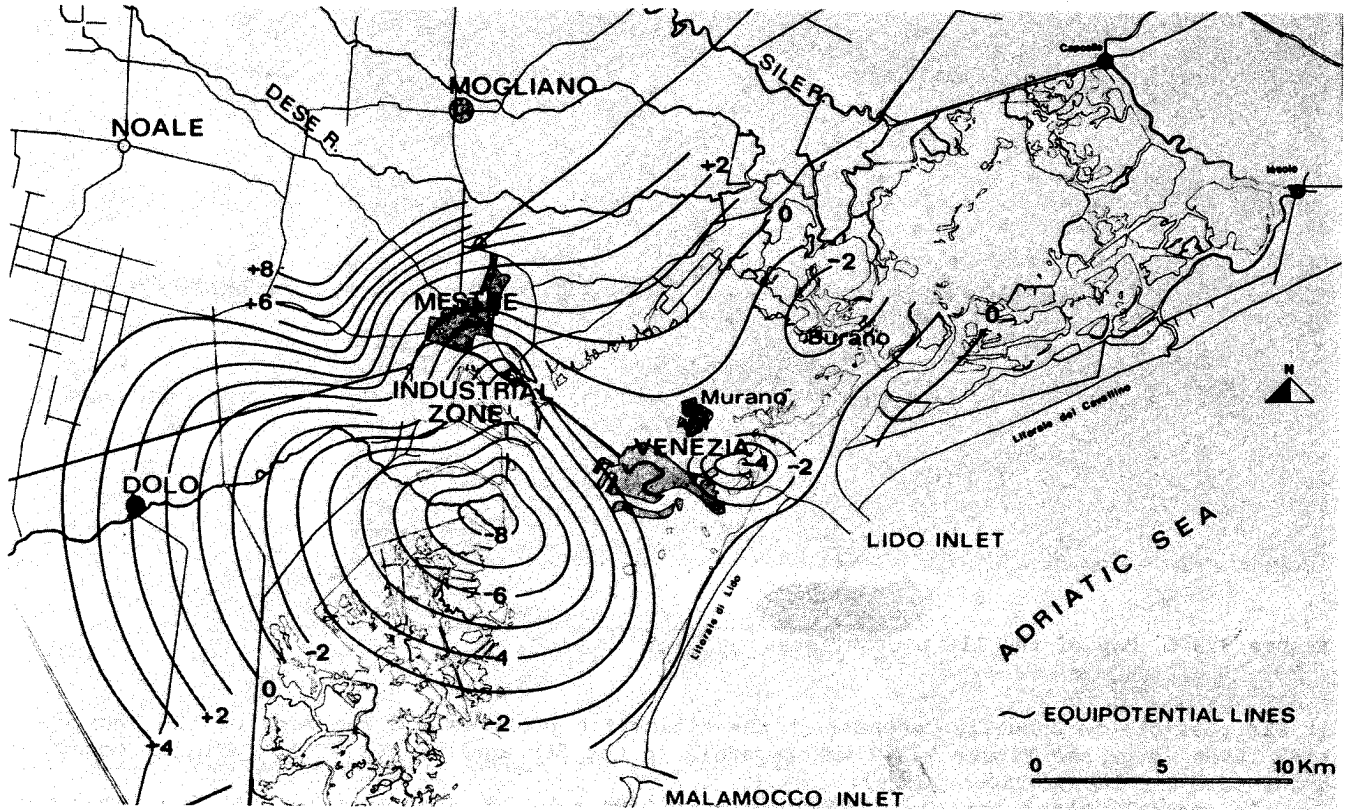 Caposile
SILE R.
MOGLIANO
DESE R.
NOALE
Iesolo
+2
0
-2
+8
+6
MESTRE
0
Burano
N
INDUSTRIAL
ZONE
Murano
Litorale del Cavallino
VENEZIA
-4
-2
DOLO
-8
LIDO INLET
ADRIATIC SEA
-6
Litorale di Lido
-2
-4
0
+2
-2
EQUIPOTENTIAL LINES
+4
0 5 10 Km
MALAMOCCO INLET